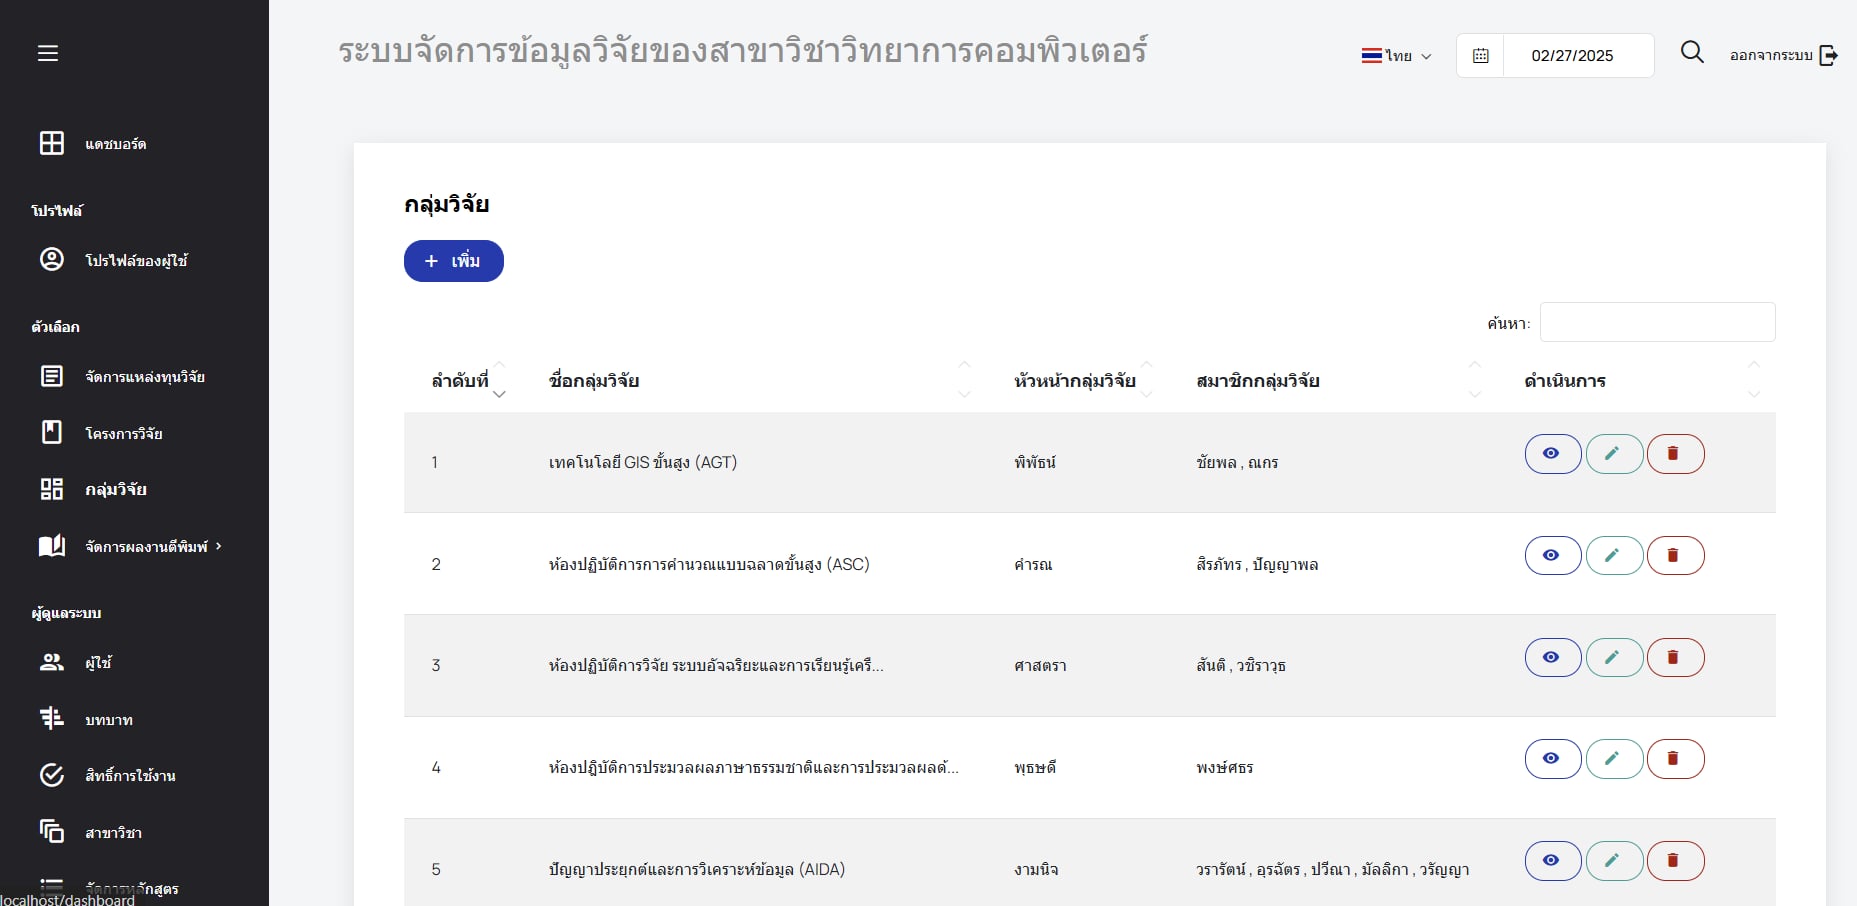 ระบบจัดการข้อมูลวิจัยของสาขาวิชาวิทยาการคอมพิวเตอร์
ไทย
02/27/2025
ออกจากระบบ
แดชบอร์ด
โปรไฟล์
โปรไฟล์ของผู้ใช้
ตัวเลือก
จัดการแหล่งทุนวิจัย
โครงการวิจัย
กลุ่มวิจัย
จัดการผลงานตีพิมพ์
ผู้ดูแลระบบ
ผู้ใช้
บทบาท
สิทธิ์การใช้งาน
สาขาวิชา
จัดการหลักสูตร
localhost/dashboard
กลุ่มวิจัย
+ เพิ่ม
ค้นหา:
ลำดับที่ ชื่อกลุ่มวิจัย หัวหน้ากลุ่มวิจัย สมาชิกกลุ่มวิจัย ดำเนินการ
1 เทคโนโลยี GIS ขั้นสูง (AGT) พิพัธน์ ชัยพล , ณกร
2 ห้องปฏิบัติการการคำนวณแบบฉลาดขั้นสูง (ASC) คำรณ สิรภัทร , ปัญญาพล
3 ห้องปฏิบัติการวิจัย ระบบอัจฉริยะและการเรียนรู้เครื่... ศาสตรา สันติ , วชิราวุธ
4 ห้องปฎิบัติการประมวลผลภาษาธรรมชาติและการประมวลผลด้... พุธษดี พงษ์ศธร
5 ปัญญาประยุกต์และการวิเคราะห์ข้อมูล (AIDA) งามนิจ วรารัตน์ , อุรฉัตร , ปวีณา , มัลลิกา , วรัญญา